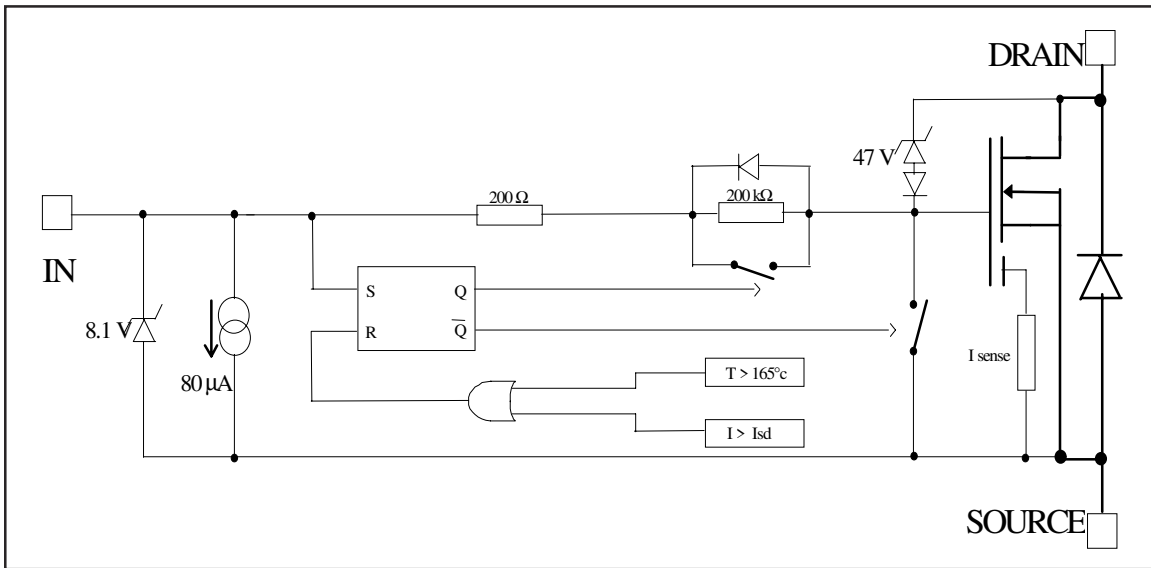 DRAIN
47 V
200 Ω
200 kΩ
IN
S Q
R Q̅
8.1 V
80 µA
T > 165°c
I > Isd
I sense
SOURCE